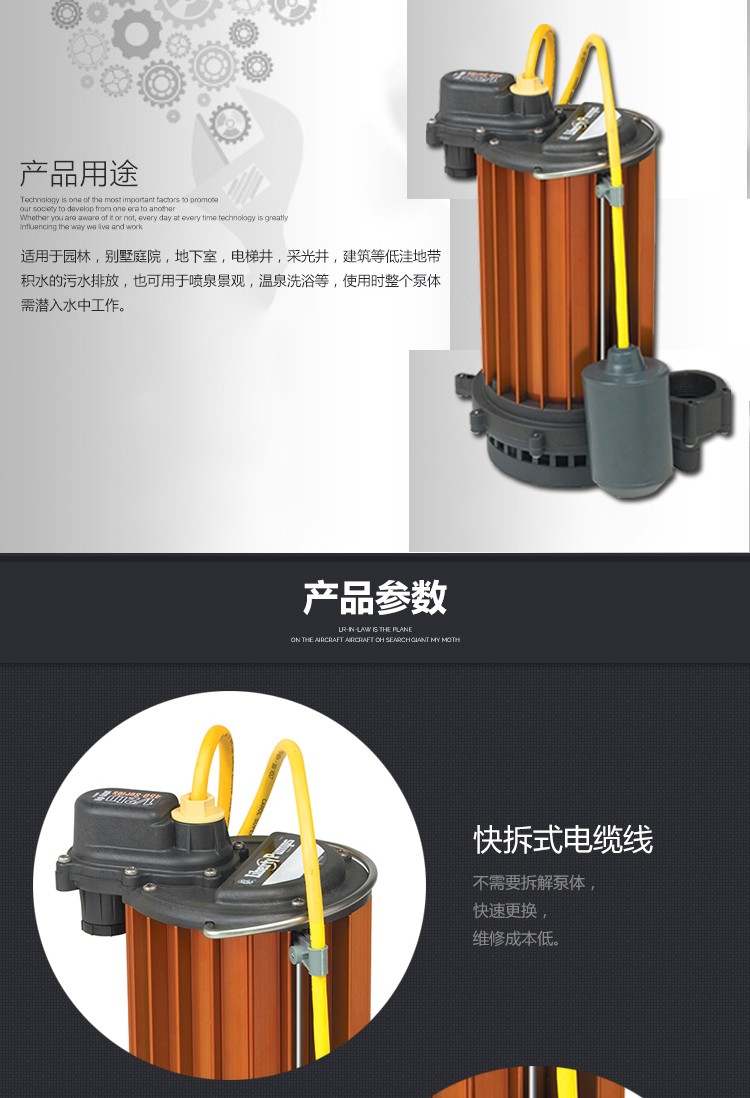 产品用途
Technology is one of the most important factors to promote
our society to develop from one era to another
Whether you are aware of it or not, every day at every time technology is greatly
Influencing the way we live and work
适用于园林，别墅庭院，地下室，电梯井，采光井，建筑等低洼地带
积水的污水排放，也可用于喷泉景观，温泉洗浴等，使用时整个泵体
需潜入水中工作。
产品参数
LR-IN-LAW IS THE PLANE
ON THE AIRCRAFT AIRCRAFT OH SEARCH GIANT MY MOTH
1/2 HP
450 Series
Liberty Pumps
快拆式电缆线
不需要拆解泵体，
快速更换，
维修成本低。